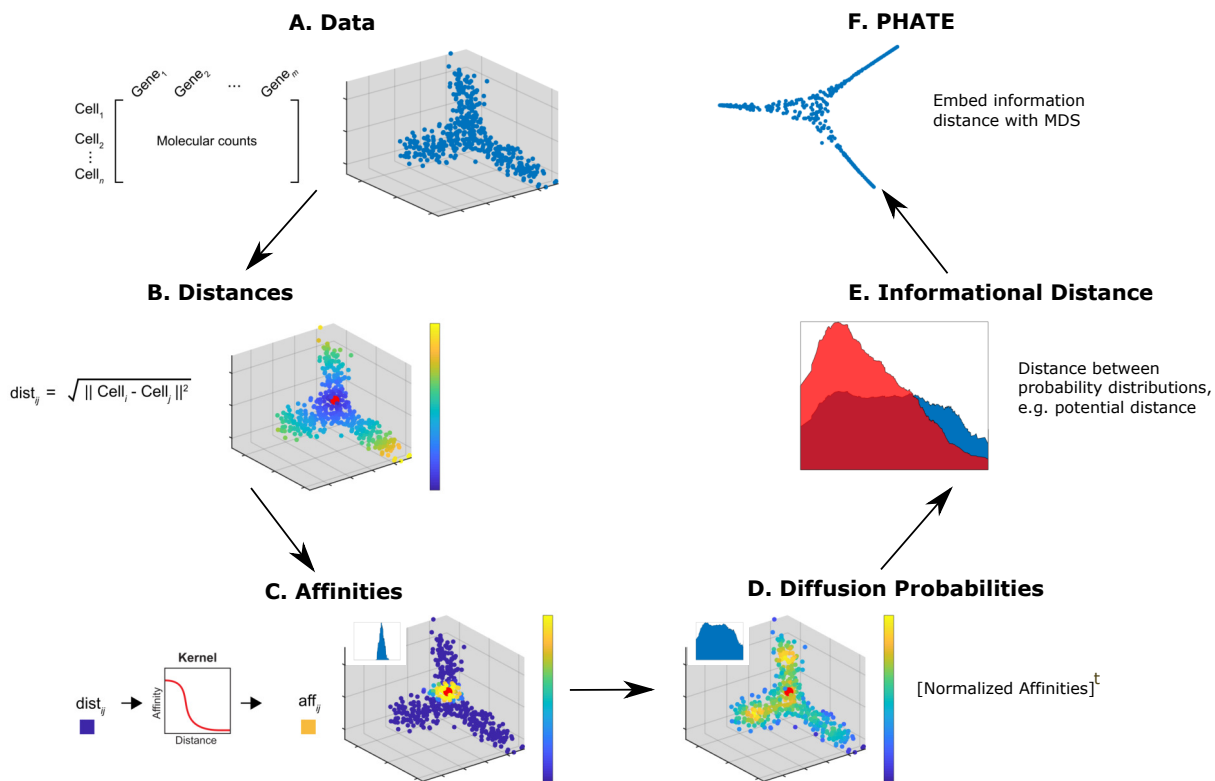 A. Data
Gene1 Gene2 ... Genem
Cell1
Cell2
⋮
Celln
Molecular counts
B. Distances
distij = √|| Celli - Cellj ||²
C. Affinities
Kernel
Affinity
Distance
distij
affij
D. Diffusion Probabilities
[Normalized Affinities]t
E. Informational Distance
Distance between
probability distributions,
e.g. potential distance
F. PHATE
Embed information
distance with MDS